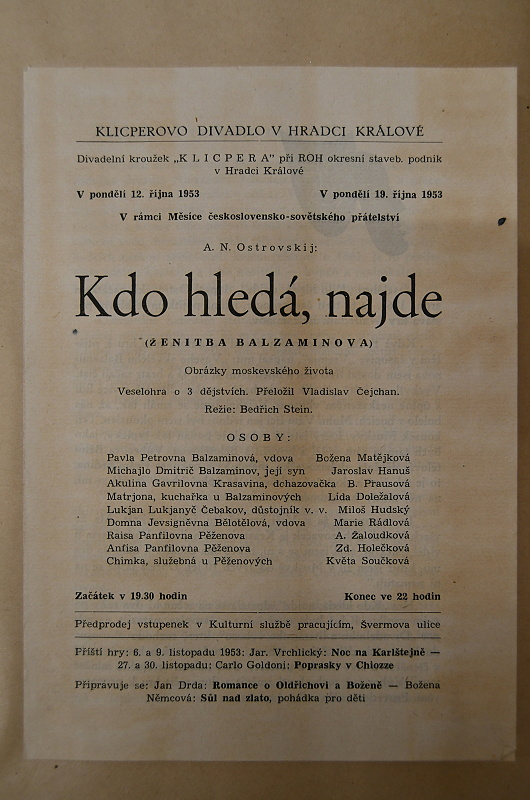 KLICPEROVO DIVADLO V HRADCI KRÁLOVÉ
Divadelní kroužek „KLICPERA" při ROH okresní staveb. podnik
v Hradci Králové
V pondělí 12. října 1953 V pondělí 19. října 1953
V rámci Měsíce československo-sovětského přátelství
A. N. Ostrovskij:
Kdo hledá, najde
(ŽENITBA BALZAMINOVA)
Obrázky moskevského života
Veselohra o 3 dějstvích. Přeložil Vladislav Čejchan.
Režie: Bedřich Stein.
OSOBY:
Pavla Petrovna Balzaminová, vdova Božena Matějková
Michajlo Dmitrič Balzaminov, její syn Jaroslav Hanuš
Akulina Gavrilovna Krasavina, dohazovačka B. Prausová
Matrjona, kuchařka u Balzaminových Lída Doležalová
Lukjan Lukjanyč Čebakov, důstojník v. v. Miloš Hudský
Domna Jevsigněvna Bělotělová, vdova Marie Rádlová
Raisa Panfilovna Pěženova A. Žaloudková
Anfisa Panfilovna Pěženova Zd. Holečková
Chimka, služebná u Pěženových Květa Součková
Začátek v 19.30 hodin Konec ve 22 hodin
Předprodej vstupenek v Kulturní službě pracujícím, Švermova ulice
Příští hry: 6. a 9. listopadu 1953: Jar. Vrchlický: Noc na Karlštejně —
27. a 30. listopadu: Carlo Goldoni: Poprasky v Chiozze
Připravuje se: Jan Drda: Romance o Oldřichovi a Boženě — Božena
Němcová: Sůl nad zlato, pohádka pro děti